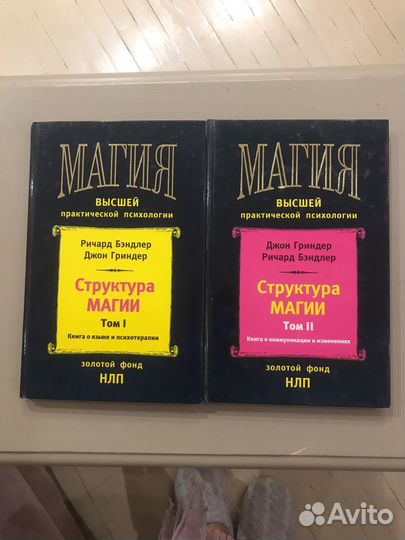 МАГИЯ
ВЫСШЕЙ
практической психологии
Ричард Бэндлер
Джон Гриндер
Структура
МАГИИ
Том I
Книга о языке и психотерапии
золотой фонд
НЛП
МАГИЯ
ВЫСШЕЙ
практической психологии
Джон Гриндер
Ричард Бэндлер
Структура
МАГИИ
Том II
Книга о коммуникации и изменениях
золотой фонд
НЛП
Avito